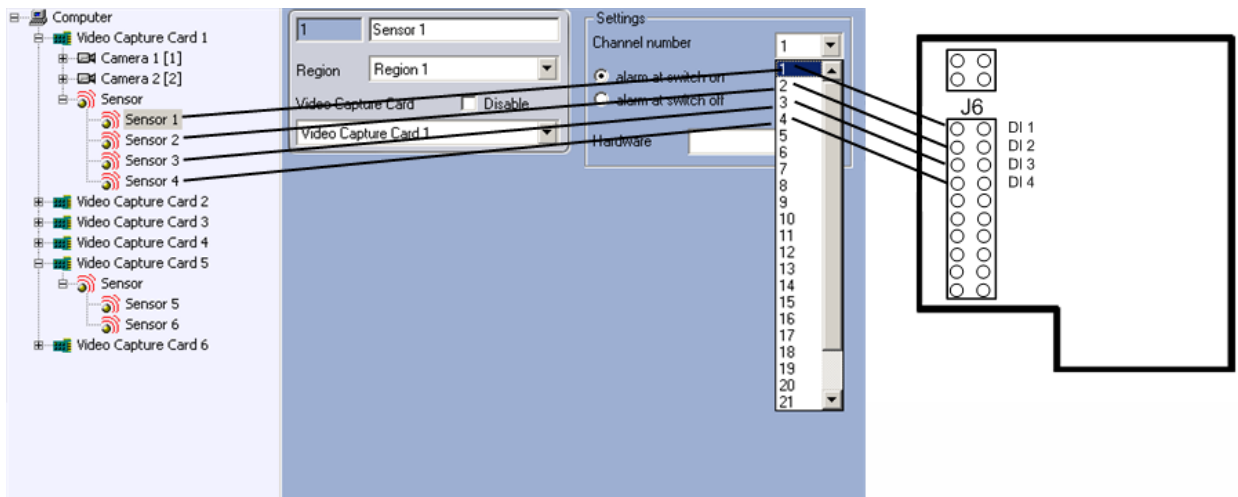 Computer
Video Capture Card 1
Camera 1 [1]
Camera 2 [2]
Sensor
Sensor 1
Sensor 2
Sensor 3
Sensor 4
Video Capture Card 2
Video Capture Card 3
Video Capture Card 4
Video Capture Card 5
Sensor
Sensor 5
Sensor 6
Video Capture Card 6
1 Sensor 1
Region Region 1
Video Capture Card Disable
Video Capture Card 1
Settings
Channel number 1
alarm at switch on
alarm at switch off
Hardware
1
2
3
4
5
6
7
8
9
10
11
12
13
14
15
16
17
18
19
20
21
J6
DI 1
DI 2
DI 3
DI 4